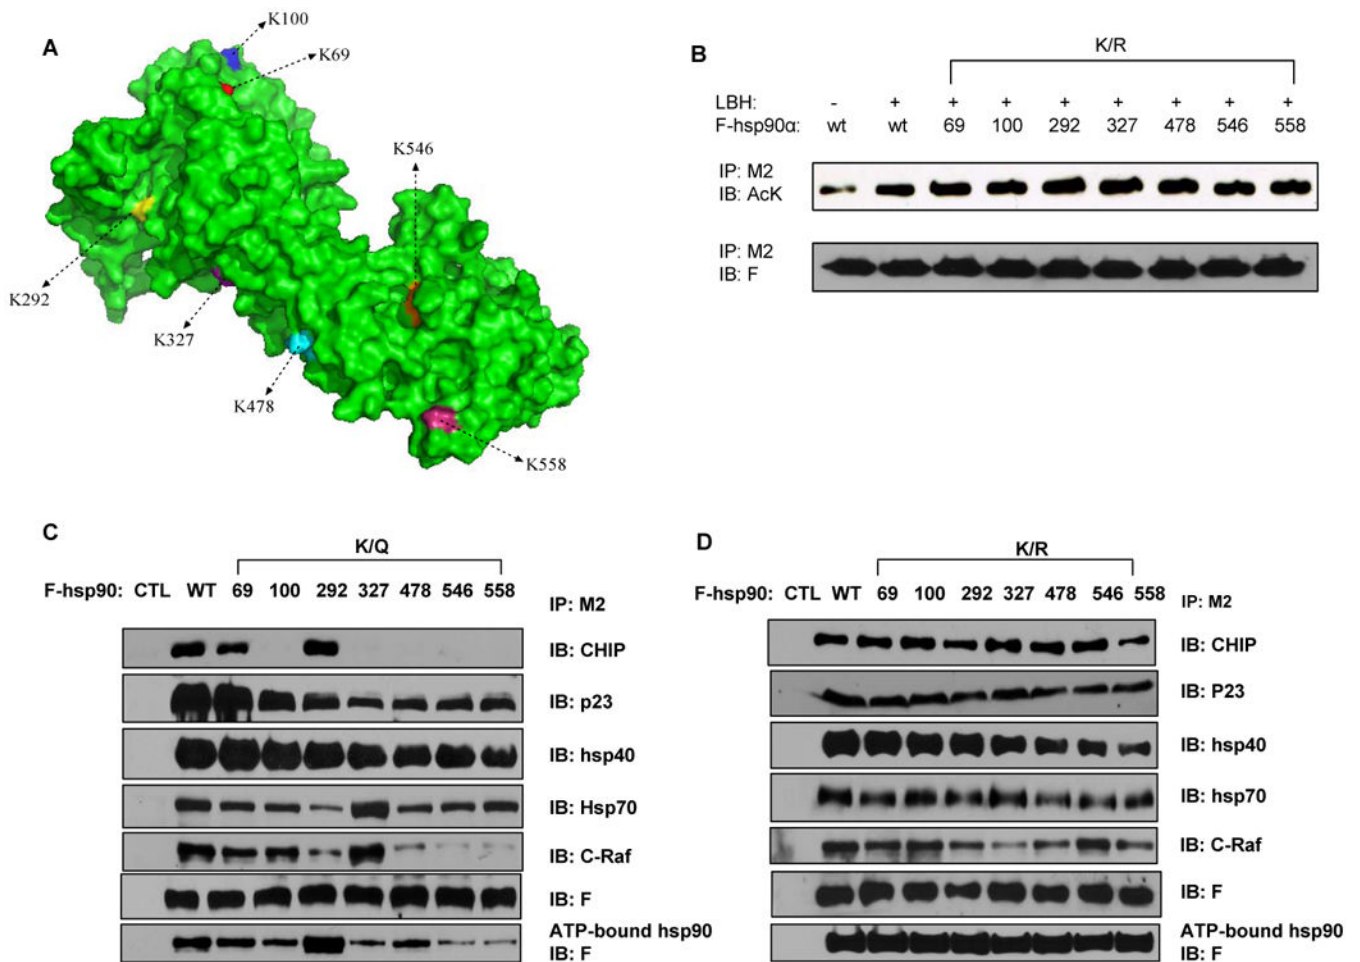 A
K100
K69
K546
K292
K327
K478
K558
B
K/R
LBH: - + + + + + + + +
F-hsp90α: wt wt 69 100 292 327 478 546 558
IP: M2
IB: AcK
IP: M2
IB: F
C
K/Q
F-hsp90: CTL WT 69 100 292 327 478 546 558
IP: M2
IB: CHIP
IB: p23
IB: hsp40
IB: Hsp70
IB: C-Raf
IB: F
ATP-bound hsp90
IB: F
D
K/R
F-hsp90: CTL WT 69 100 292 327 478 546 558
IP: M2
IB: CHIP
IB: P23
IB: hsp40
IB: hsp70
IB: C-Raf
IB: F
ATP-bound hsp90
IB: F